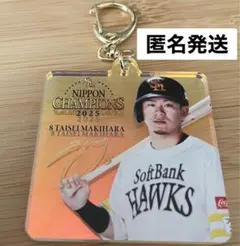 匿名発送
NIPPON
CHAMPIONS
2025
8 TAISEI MAKIHARA
SoftBank
HAWKS